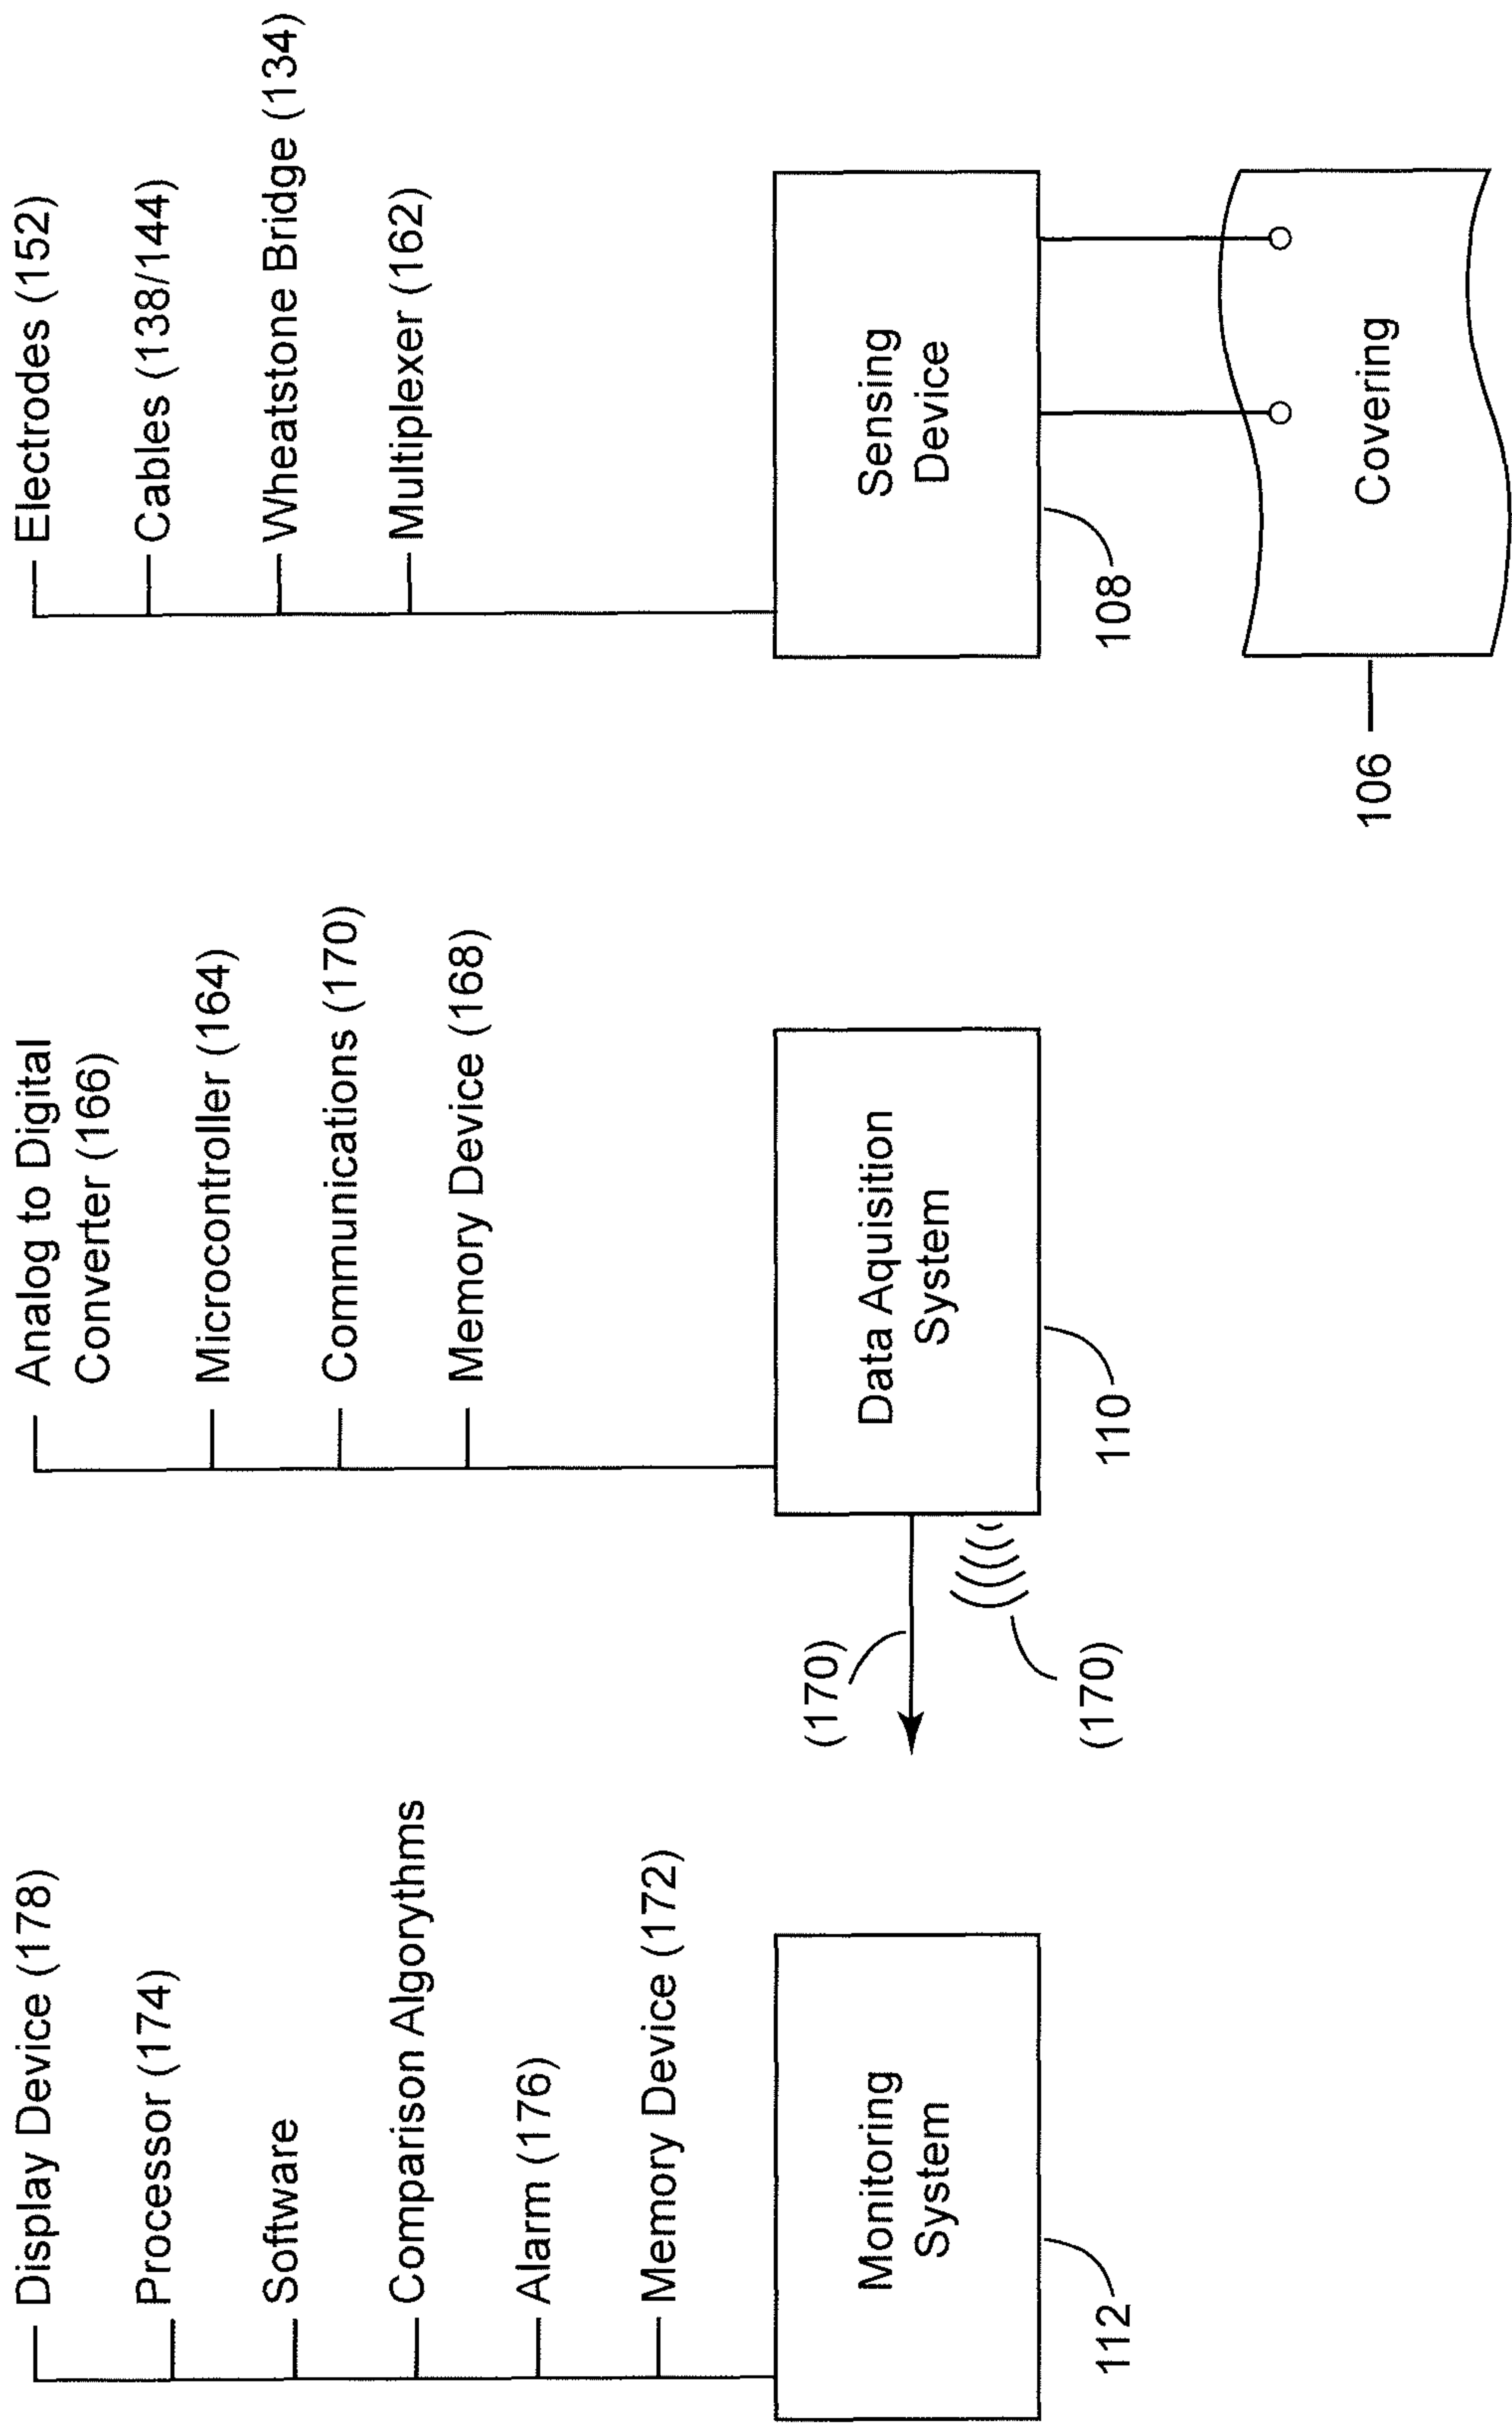 Display Device (178)
Processor (174)
Software
Comparison Algorythms
Alarm (176)
Memory Device (172)
Monitoring
System
112
Analog to Digital
Converter (166)
Microcontroller (164)
Communications (170)
Memory Device (168)
(170)
(170)
Data Aquisition
System
110
Electrodes (152)
Cables (138/144)
Wheatstone Bridge (134)
Multiplexer (162)
Sensing
Device
108
Covering
106